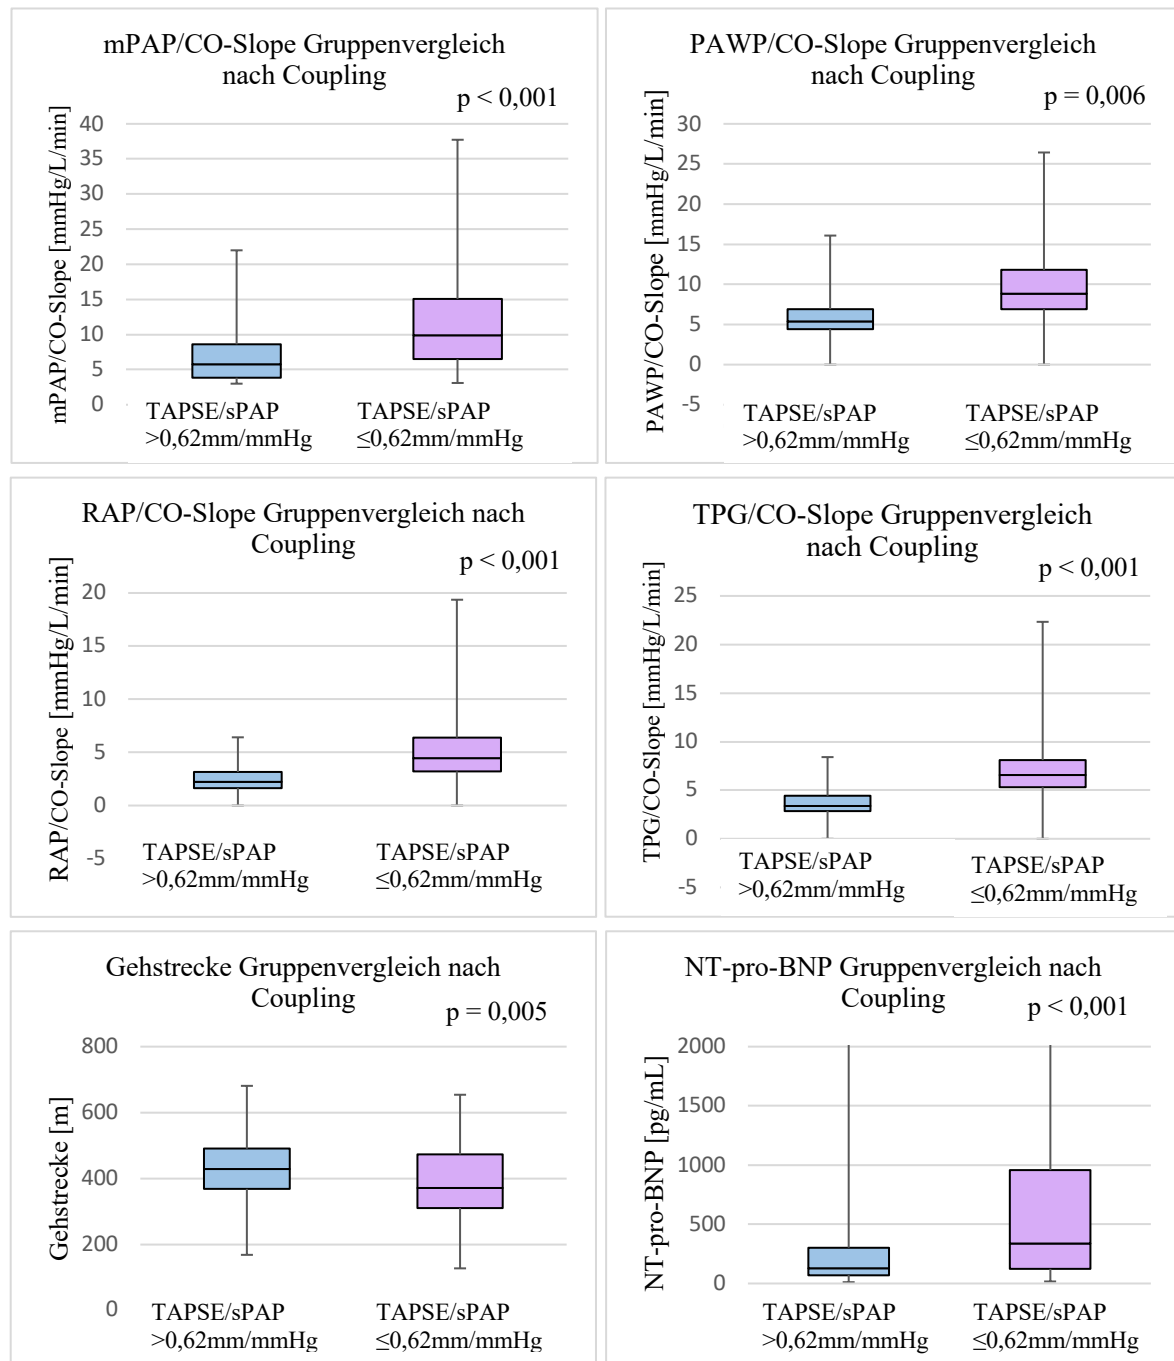 mPAP/CO-Slope Gruppenvergleich
nach Coupling
p < 0,001
mPAP/CO-Slope [mmHg/L/min]
40
35
30
25
20
15
10
5
0
TAPSE/sPAP
>0,62mm/mmHg
TAPSE/sPAP
≤0,62mm/mmHg
PAWP/CO-Slope Gruppenvergleich
nach Coupling
p = 0,006
PAWP/CO-Slope [mmHg/L/min]
30
25
20
15
10
5
0
-5
TAPSE/sPAP
>0,62mm/mmHg
TAPSE/sPAP
≤0,62mm/mmHg
RAP/CO-Slope Gruppenvergleich nach
Coupling
p < 0,001
RAP/CO-Slope [mmHg/L/min]
20
15
10
5
0
-5
TAPSE/sPAP
>0,62mm/mmHg
TAPSE/sPAP
≤0,62mm/mmHg
TPG/CO-Slope Gruppenvergleich
nach Coupling
p < 0,001
TPG/CO-Slope [mmHg/L/min]
25
20
15
10
5
0
-5
TAPSE/sPAP
>0,62mm/mmHg
TAPSE/sPAP
≤0,62mm/mmHg
Gehstrecke Gruppenvergleich nach
Coupling
p = 0,005
Gehstrecke [m]
800
600
400
200
0
TAPSE/sPAP
>0,62mm/mmHg
TAPSE/sPAP
≤0,62mm/mmHg
NT-pro-BNP Gruppenvergleich nach
Coupling
p < 0,001
NT-pro-BNP [pg/mL]
2000
1500
1000
500
0
TAPSE/sPAP
>0,62mm/mmHg
TAPSE/sPAP
≤0,62mm/mmHg